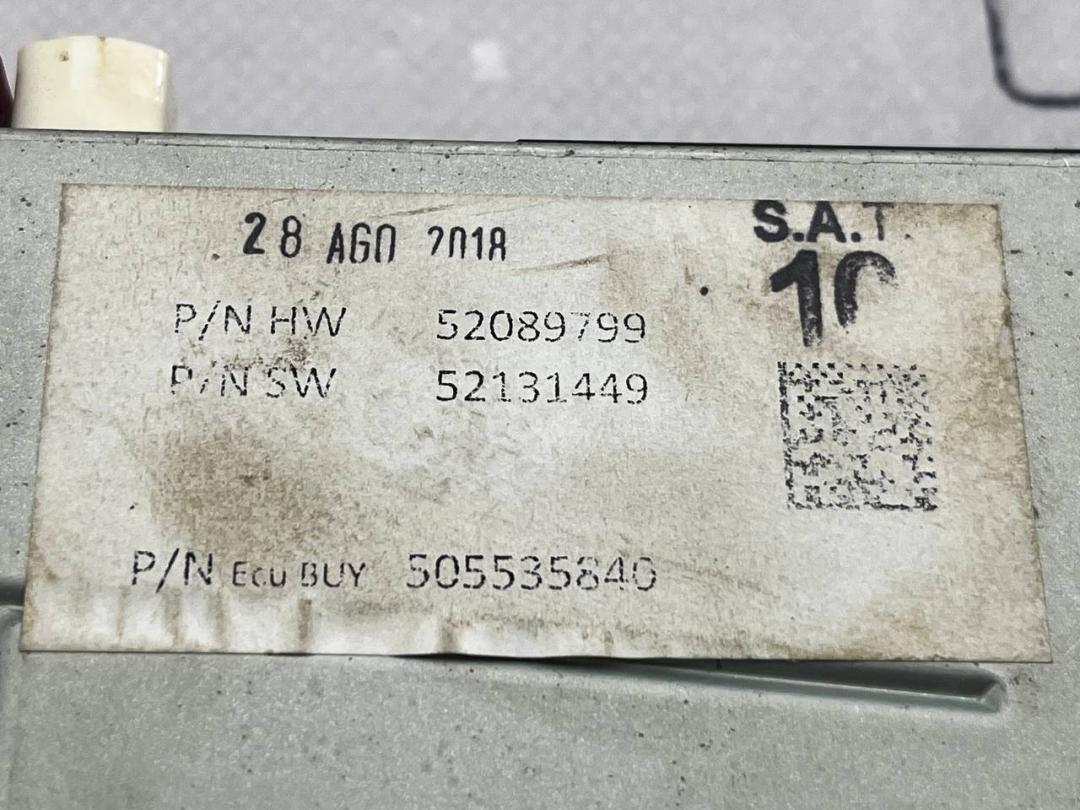 28 AGO 2018
S.A.T.
10
P/N HW 52089799
P/N SW 52131449
P/N Ecu BUY 505535840